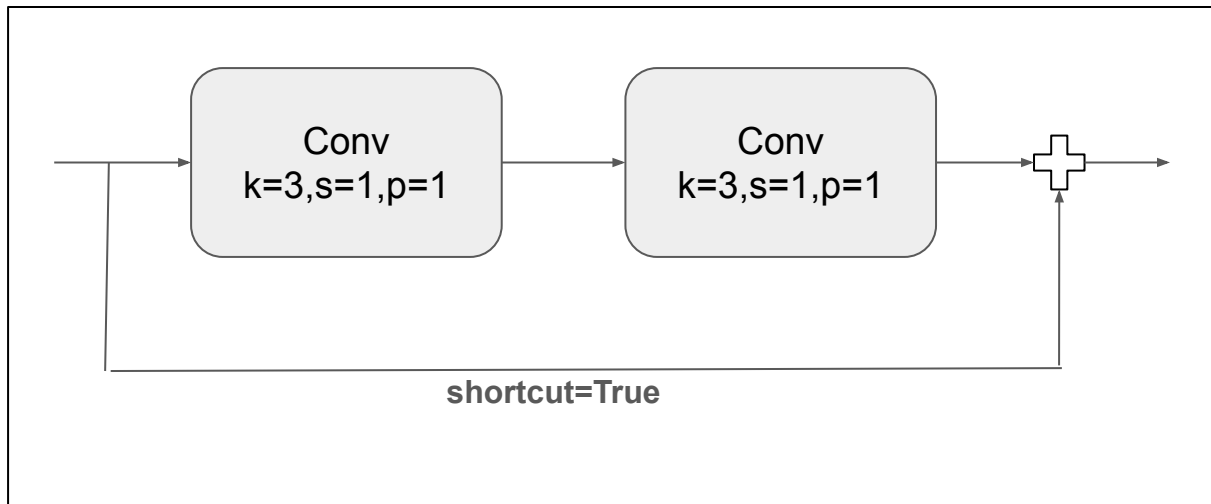 Conv
k=3,s=1,p=1
Conv
k=3,s=1,p=1
shortcut=True